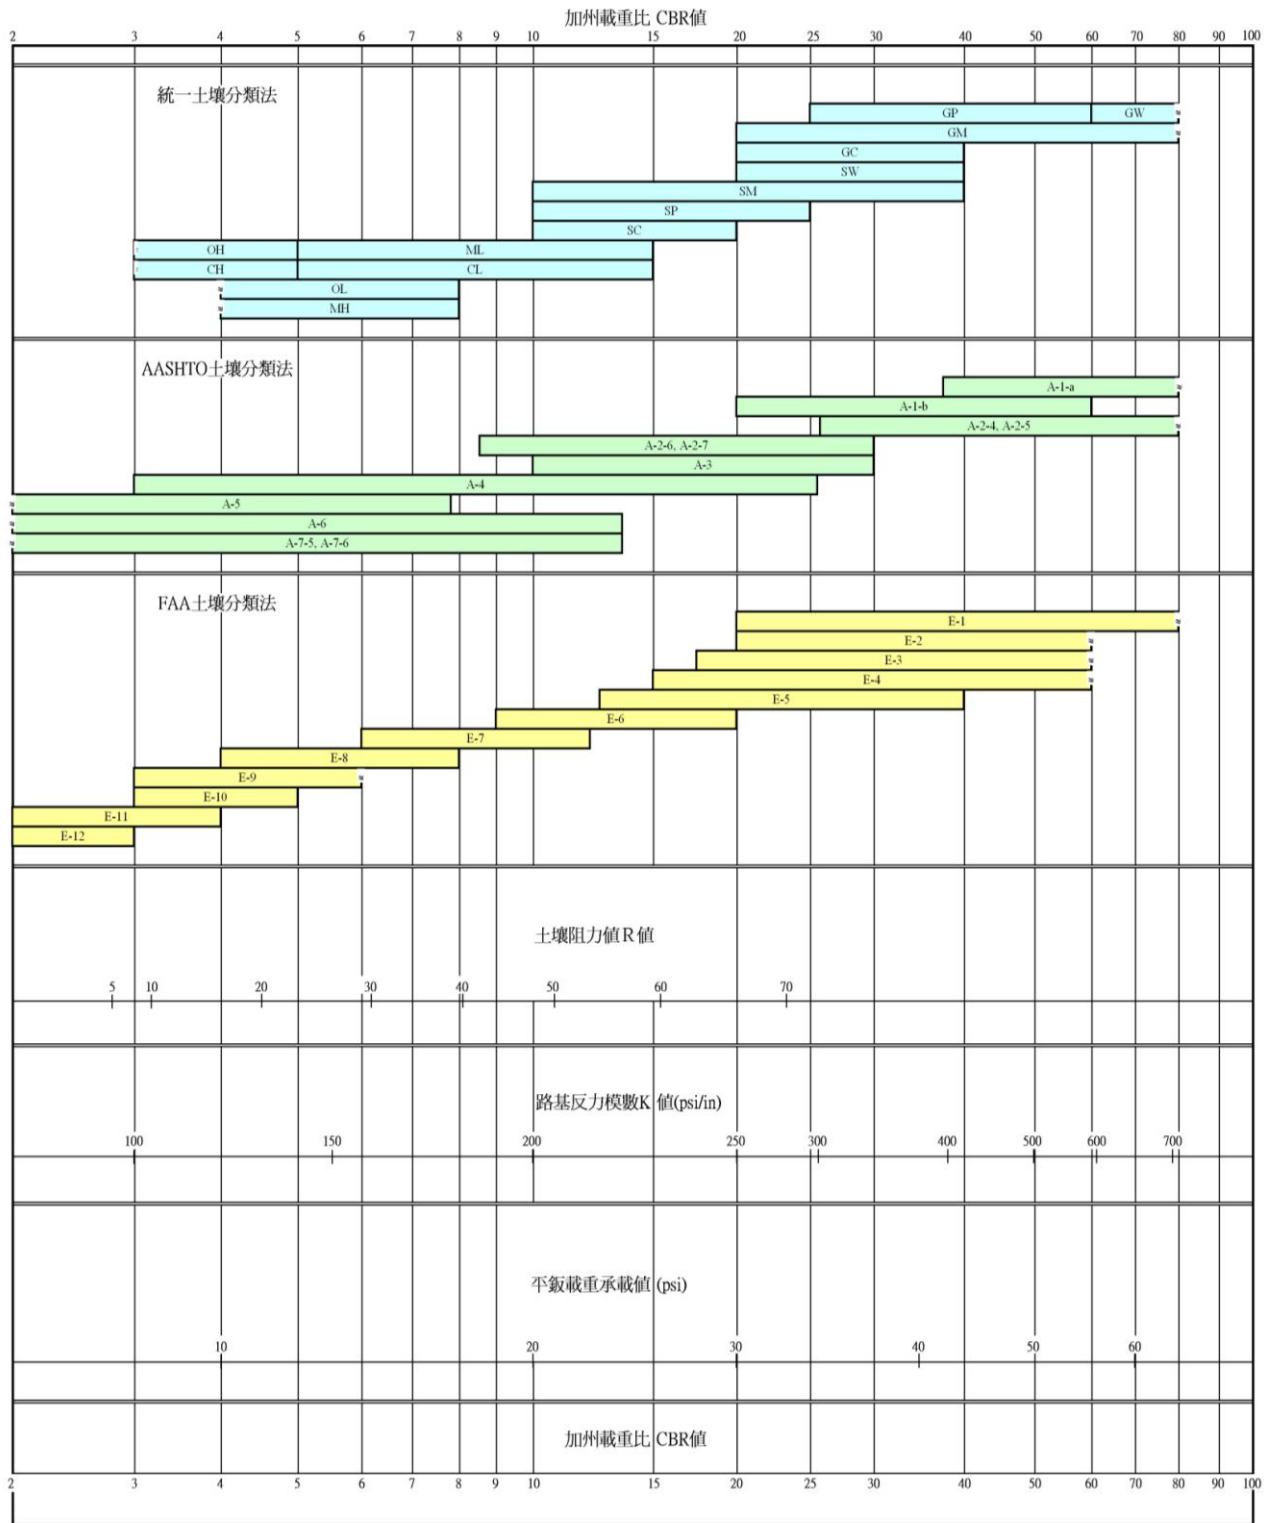 加州載重比 CBR值
2 3 4 5 6 7 8 9 10 15 20 25 30 40 50 60 70 80 90 100
統一土壤分類法
GP GW
GM
GC
SW
SM
SP
SC
OH ML
CH CL
OL
MH
AASHTO土壤分類法
A-1-a
A-1-b
A-2-4, A-2-5
A-2-6, A-2-7
A-3
A-4
A-5
A-6
A-7-5, A-7-6
FAA土壤分類法
E-1
E-2
E-3
E-4
E-5
E-6
E-7
E-8
E-9
E-10
E-11
E-12
土壤阻力值R值
5 10 20 30 40 50 60 70
路基反力模數K 值(psi/in)
100 150 200 250 300 400 500 600 700
平鈑載重承載值 (psi)
10 20 30 40 50 60
加州載重比 CBR值
2 3 4 5 6 7 8 9 10 15 20 25 30 40 50 60 70 80 90 100